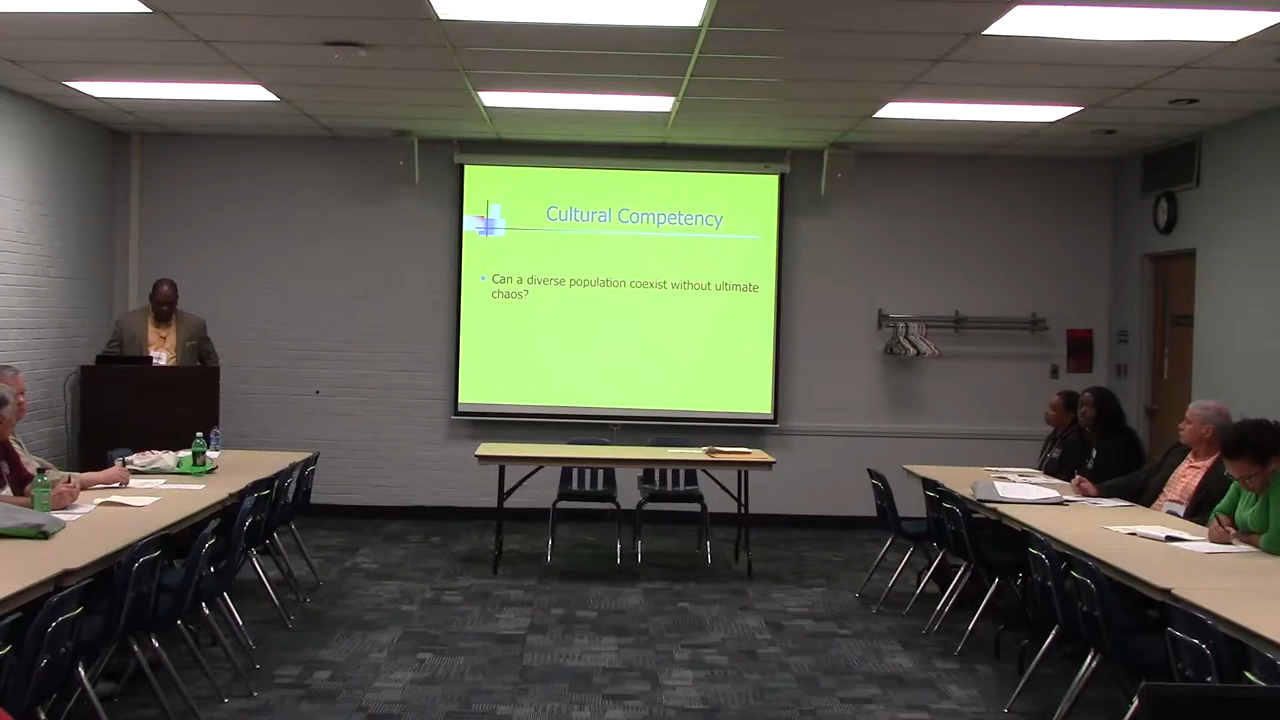 Cultural Competency
Can a diverse population coexist without ultimate
chaos?